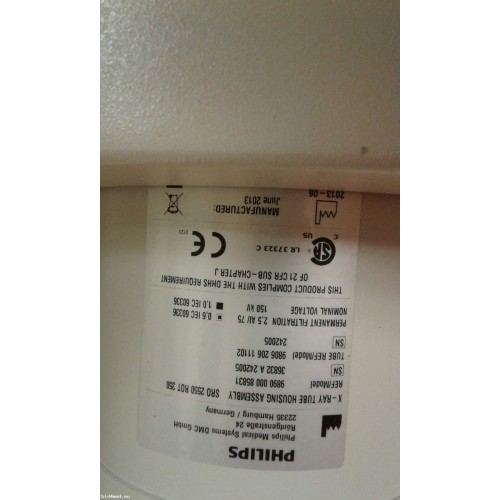 PHILIPS
Philips Medical Systems DMC GmbH
Röntgenstraße 24
22335 Hamburg / Germany
X-RAY TUBE HOUSING ASSEMBLY SRO 2550 ROT 350
REF/Model 9890 000 85831
SN 36832 A 242005
TUBE REF/Model 9806 206 11102
SN 242005
PERMANENT FILTRATION 2.5 AL/75 0.6 IEC 60336
NOMINAL VOLTAGE 150 kV 1.0 IEC 60336
THIS PRODUCT COMPLIES WITH THE DHHS REQUIREMENT
OF 21 CFR SUB-CHAPTER J
C US LR 37323 C CE 0123
2013-06
MANUFACTURED:
June 2013